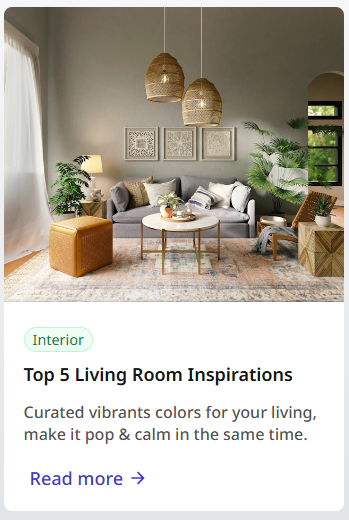 Interior
Top 5 Living Room Inspirations
Curated vibrants colors for your living,
make it pop & calm in the same time.
Read more →